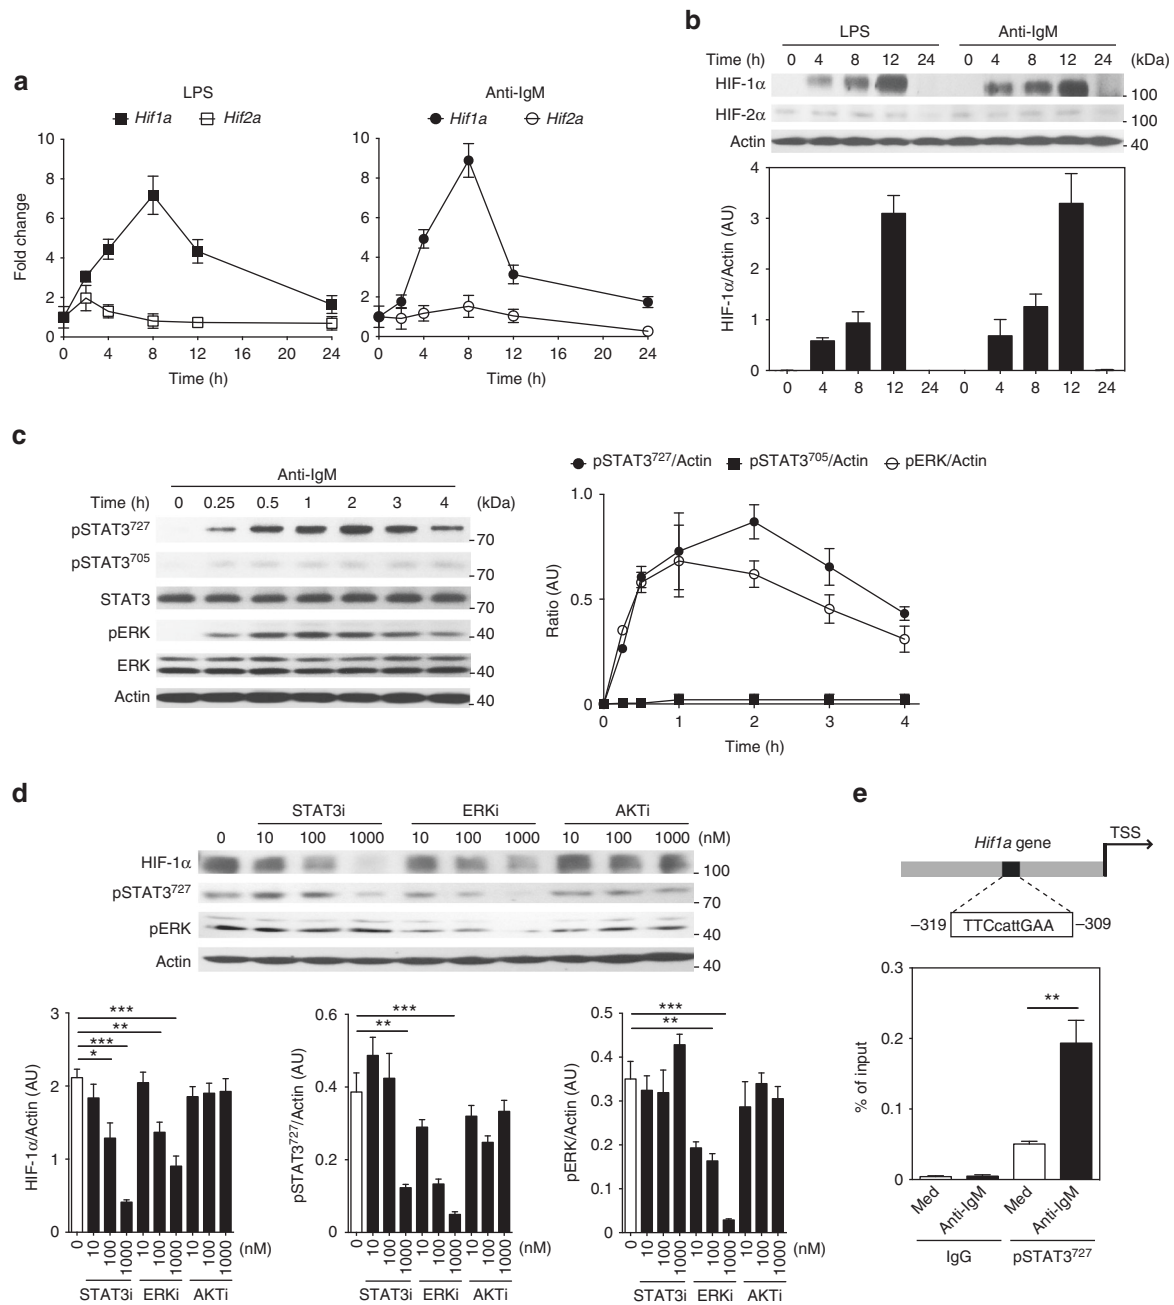 a
LPS
Hif1a Hif2a
Anti-IgM
Hif1a Hif2a
Fold change
10
8
6
4
2
0
0 4 8 12 16 20 24
Time (h)
10
8
6
4
2
0
0 4 8 12 16 20 24
Time (h)
b
LPS Anti-IgM
Time (h) 0 4 8 12 24 0 4 8 12 24 (kDa)
HIF-1α 100
HIF-2α 100
Actin 40
HIF-1α/Actin (AU)
4
3
2
1
0
0 4 8 12 24 0 4 8 12 24
c
Anti-IgM
Time (h) 0 0.25 0.5 1 2 3 4 (kDa)
pSTAT3⁷²⁷ 70
pSTAT3⁷⁰⁵ 70
STAT3 70
pERK 40
ERK 40
Actin 40
pSTAT3⁷²⁷/Actin pSTAT3⁷⁰⁵/Actin pERK/Actin
Ratio (AU)
1.0
0.5
0
0 1 2 3 4
Time (h)
d
STAT3i ERKi AKTi
0 10 100 1000 10 100 1000 10 100 1000 (nM)
HIF-1α 100
pSTAT3⁷²⁷ 70
pERK 40
Actin 40
HIF-1α/Actin (AU)
3
2
1
0
***
**
***
*
0 10 100 1000 10 100 1000 10 100 1000 (nM)
STAT3i ERKi AKTi
pSTAT3⁷²⁷/Actin (AU)
0.6
0.4
0.2
0
***
**
0 10 100 1000 10 100 1000 10 100 1000 (nM)
STAT3i ERKi AKTi
pERK/Actin (AU)
0.5
0.4
0.3
0.2
0.1
0
***
**
0 10 100 1000 10 100 1000 10 100 1000 (nM)
STAT3i ERKi AKTi
e
Hif1a gene
TSS
–319 TTCcattGAA –309
% of input
0.3
0.2
0.1
0
**
Med Anti-IgM Med Anti-IgM
IgG pSTAT3⁷²⁷